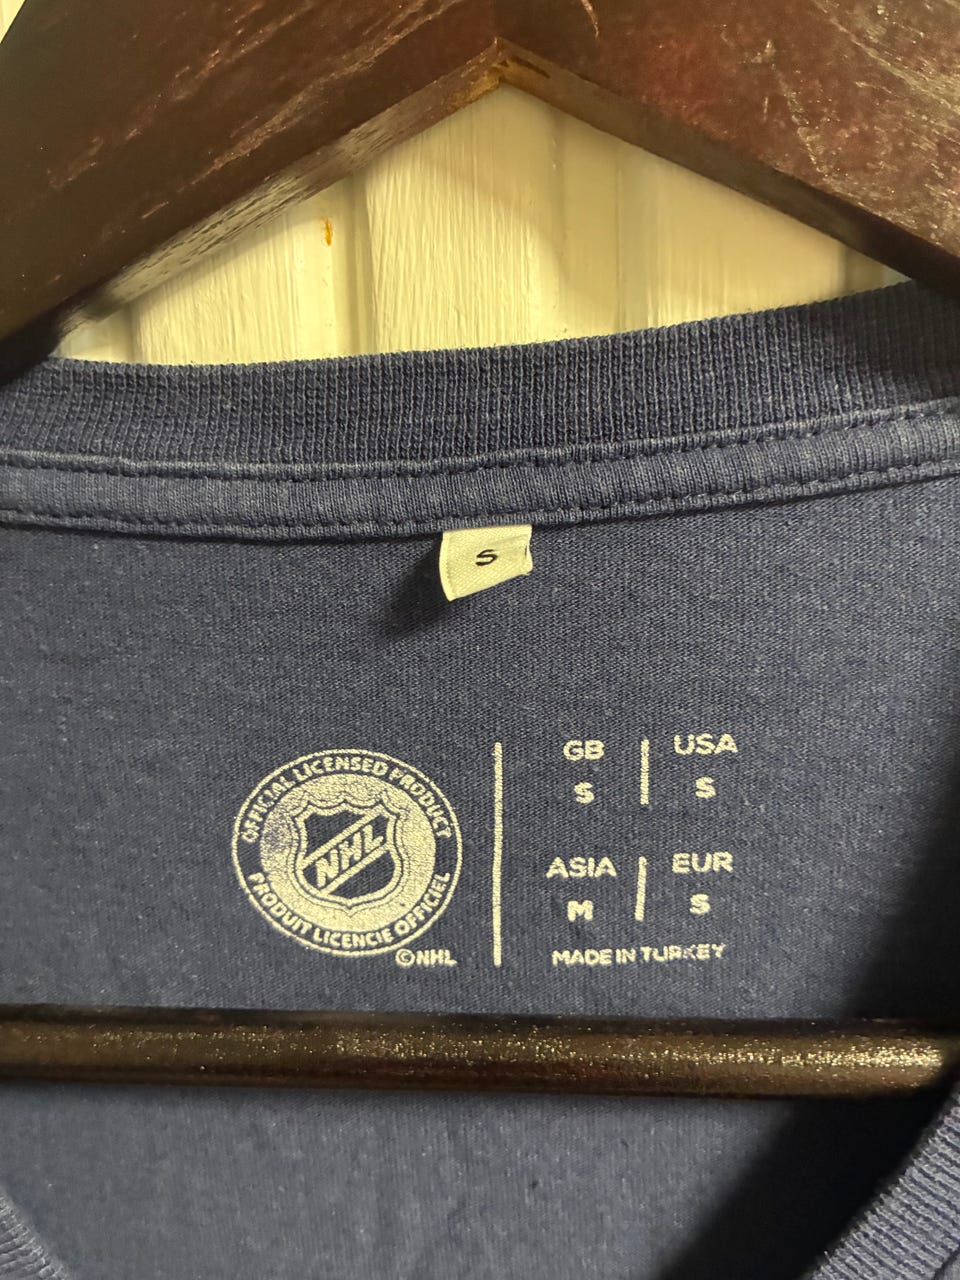 S
OFFICIAL LICENSED PRODUCT
NHL
PRODUIT LICENCIE OFFICIEL
©NHL
GB | USA
S | S
ASIA | EUR
M | S
MADE IN TURKEY